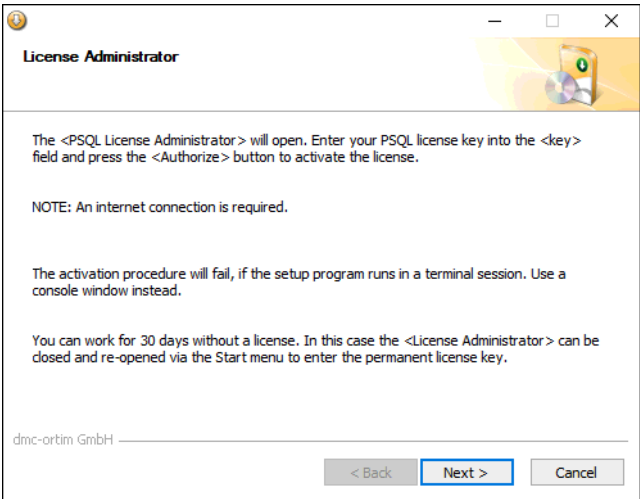 License Administrator
The <PSQL License Administrator> will open. Enter your PSQL license key into the <key>
field and press the <Authorize> button to activate the license.
NOTE: An internet connection is required.
The activation procedure will fail, if the setup program runs in a terminal session. Use a
console window instead.
You can work for 30 days without a license. In this case the <License Administrator> can be
closed and re-opened via the Start menu to enter the permanent license key.
dmc-ortim GmbH
< Back
Next >
Cancel